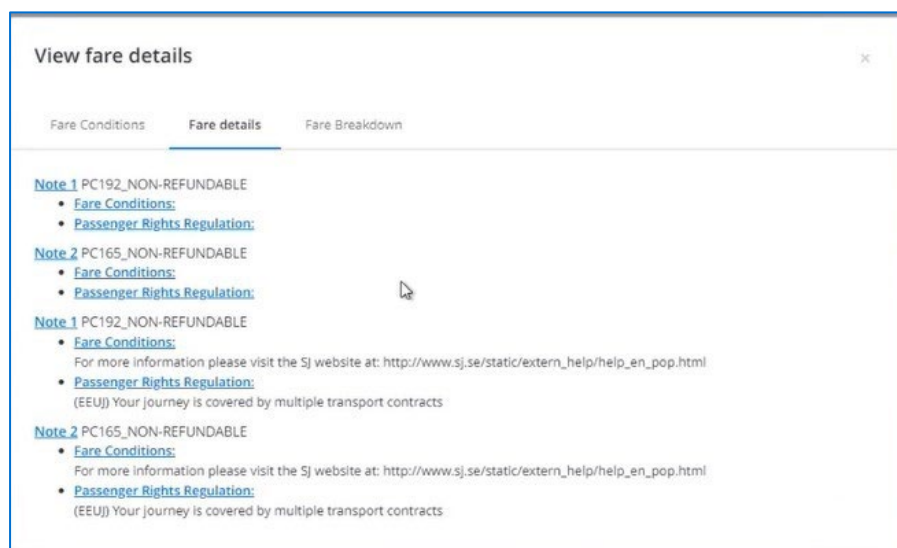 View fare details
×
Fare Conditions Fare details Fare Breakdown
Note 1 PC192_NON-REFUNDABLE
• Fare Conditions:
• Passenger Rights Regulation:
Note 2 PC165_NON-REFUNDABLE
• Fare Conditions:
• Passenger Rights Regulation:
Note 1 PC192_NON-REFUNDABLE
• Fare Conditions:
For more information please visit the SJ website at: http://www.sj.se/static/extern_help/help_en_pop.html
• Passenger Rights Regulation:
(EEUJ) Your journey is covered by multiple transport contracts
Note 2 PC165_NON-REFUNDABLE
• Fare Conditions:
For more information please visit the SJ website at: http://www.sj.se/static/extern_help/help_en_pop.html
• Passenger Rights Regulation:
(EEUJ) Your journey is covered by multiple transport contracts